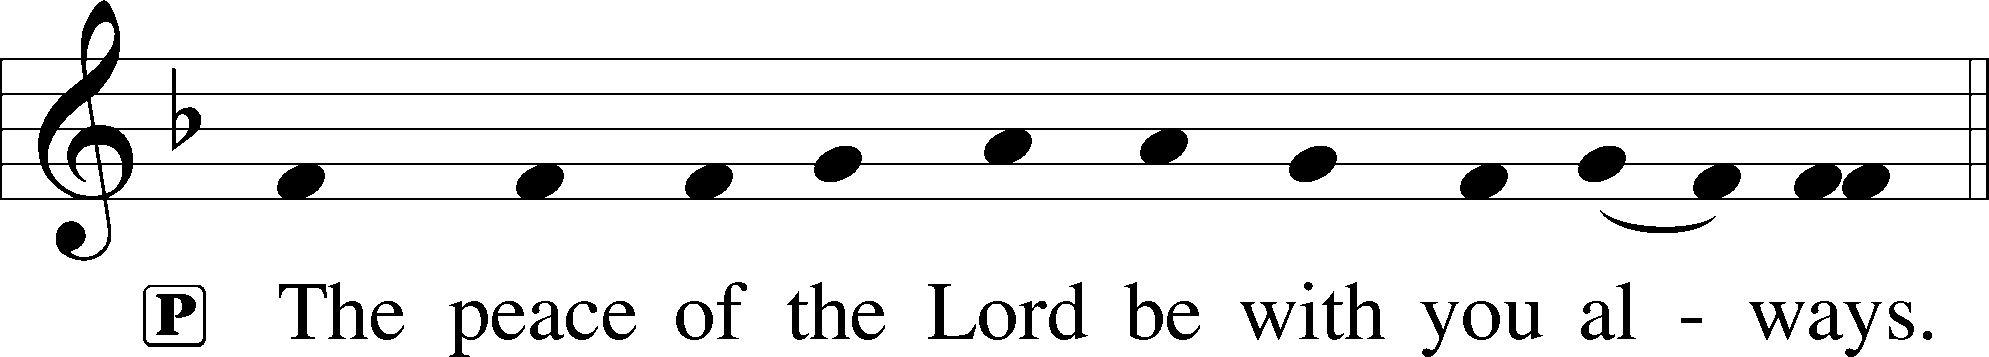 P The peace of the Lord be with you al - ways.